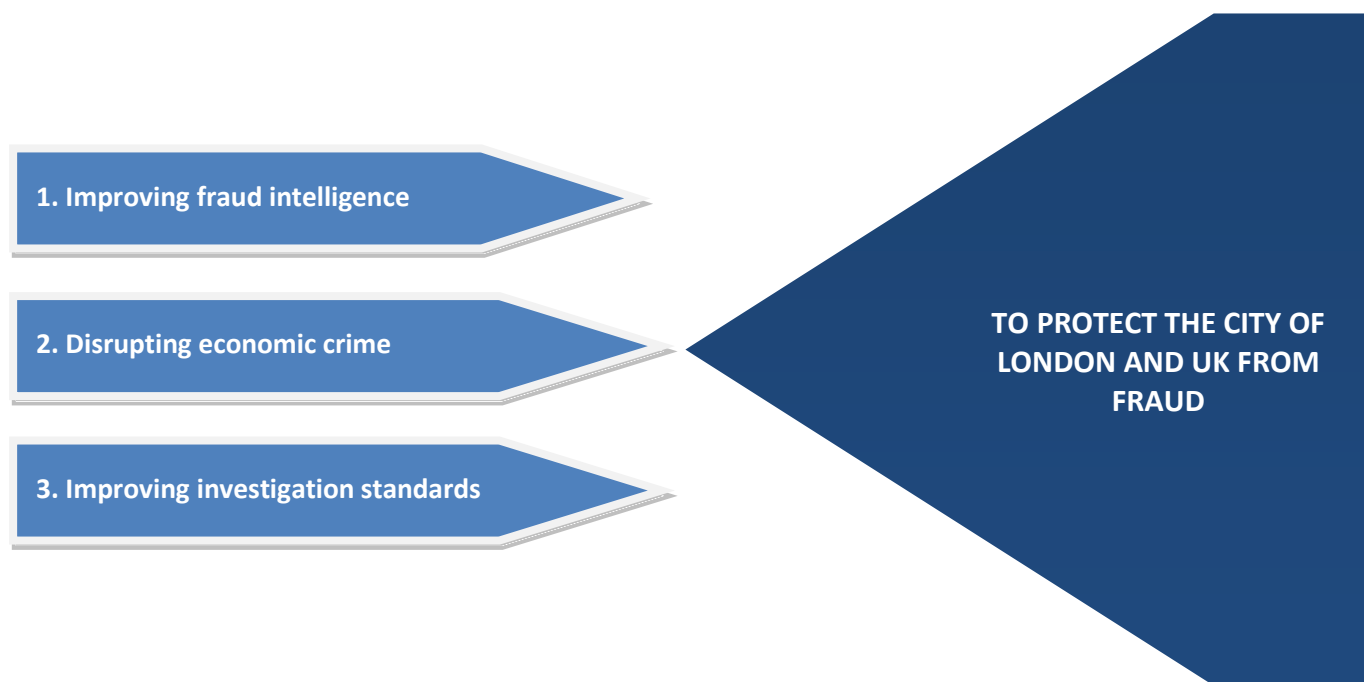 1. Improving fraud intelligence
2. Disrupting economic crime
3. Improving investigation standards
TO PROTECT THE CITY OF
LONDON AND UK FROM
FRAUD